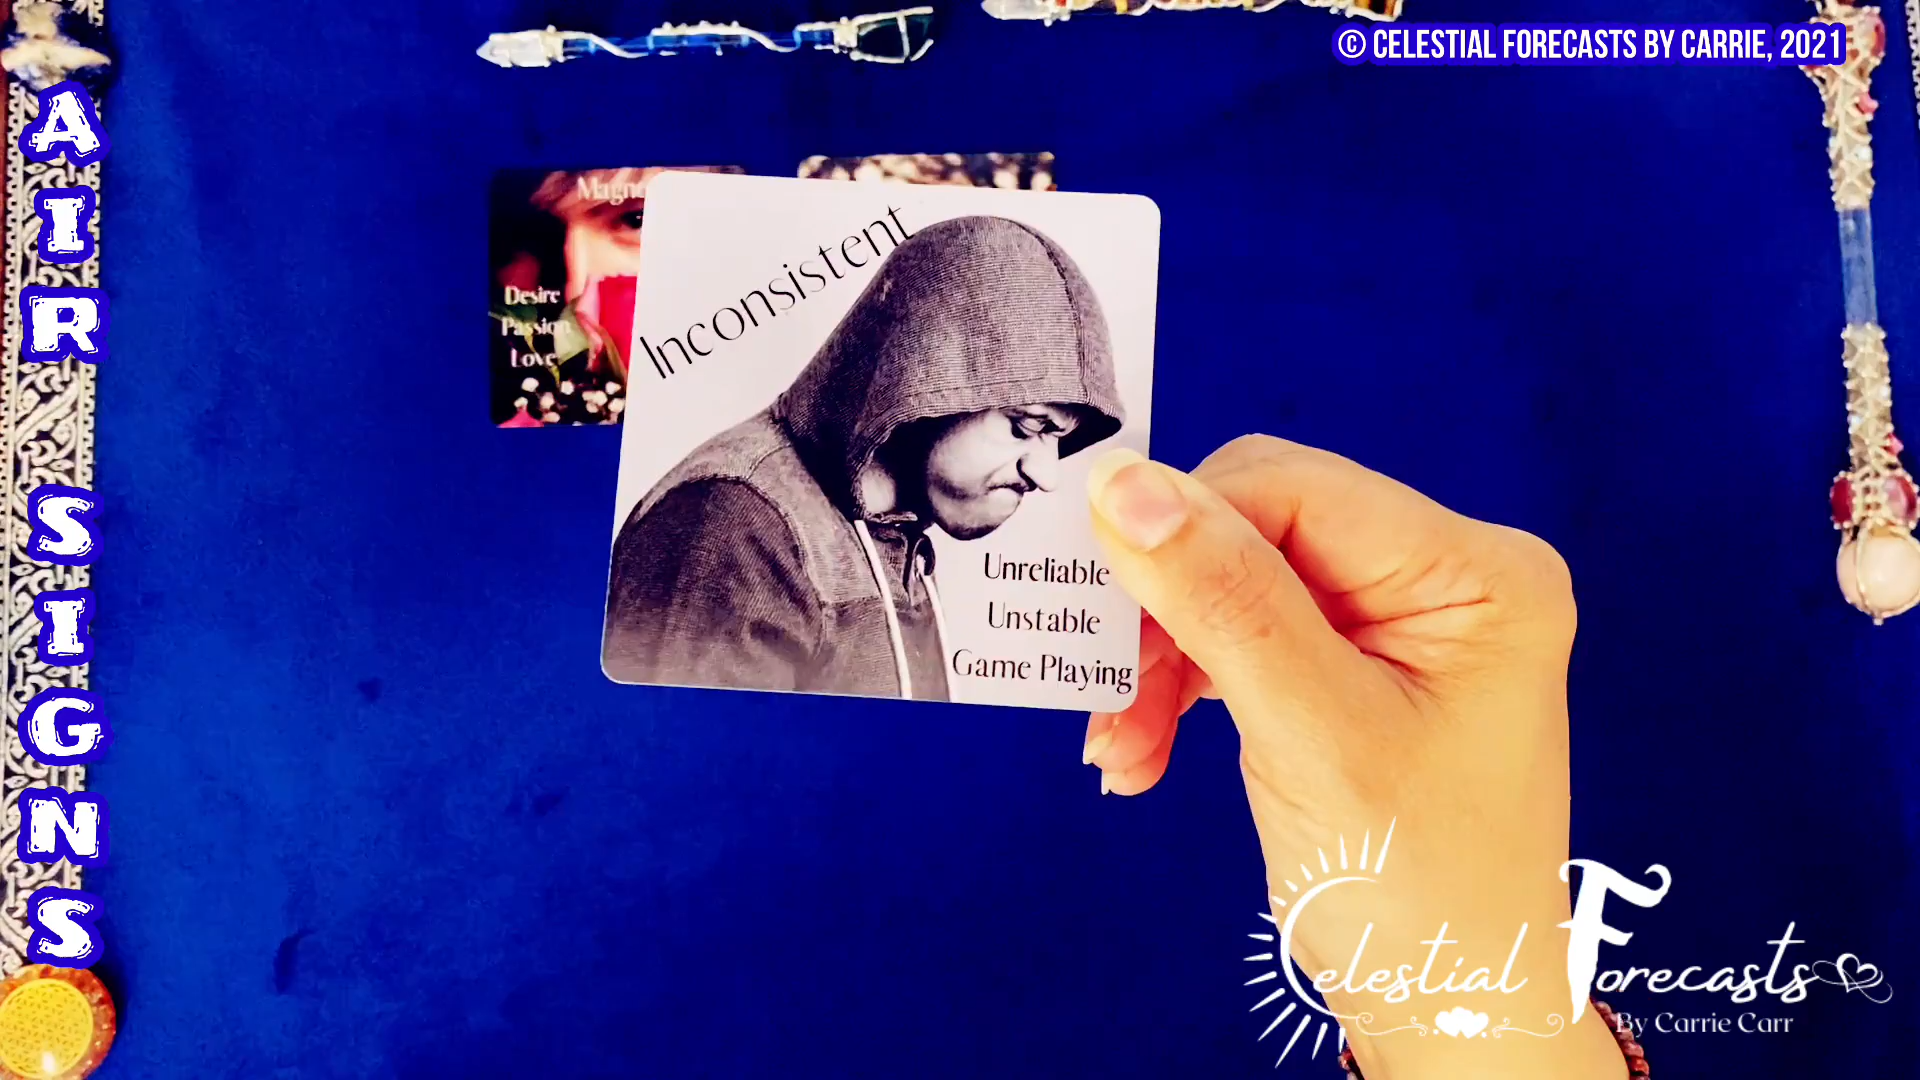 © CELESTIAL FORECASTS BY CARRIE, 2021
AIR SIGNS
Desire
Passion
Love
Inconsistent
Unreliable
Unstable
Game Playing
Celestial Forecasts
By Carrie Carr